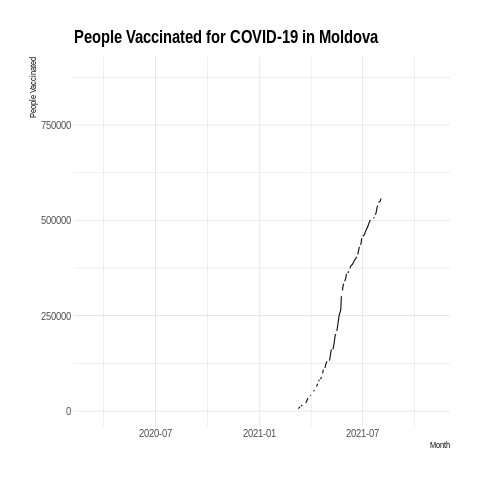 People Vaccinated for COVID-19 in Moldova
People Vaccinated
750000
500000
250000
0
2020-07 2021-01 2021-07
Month